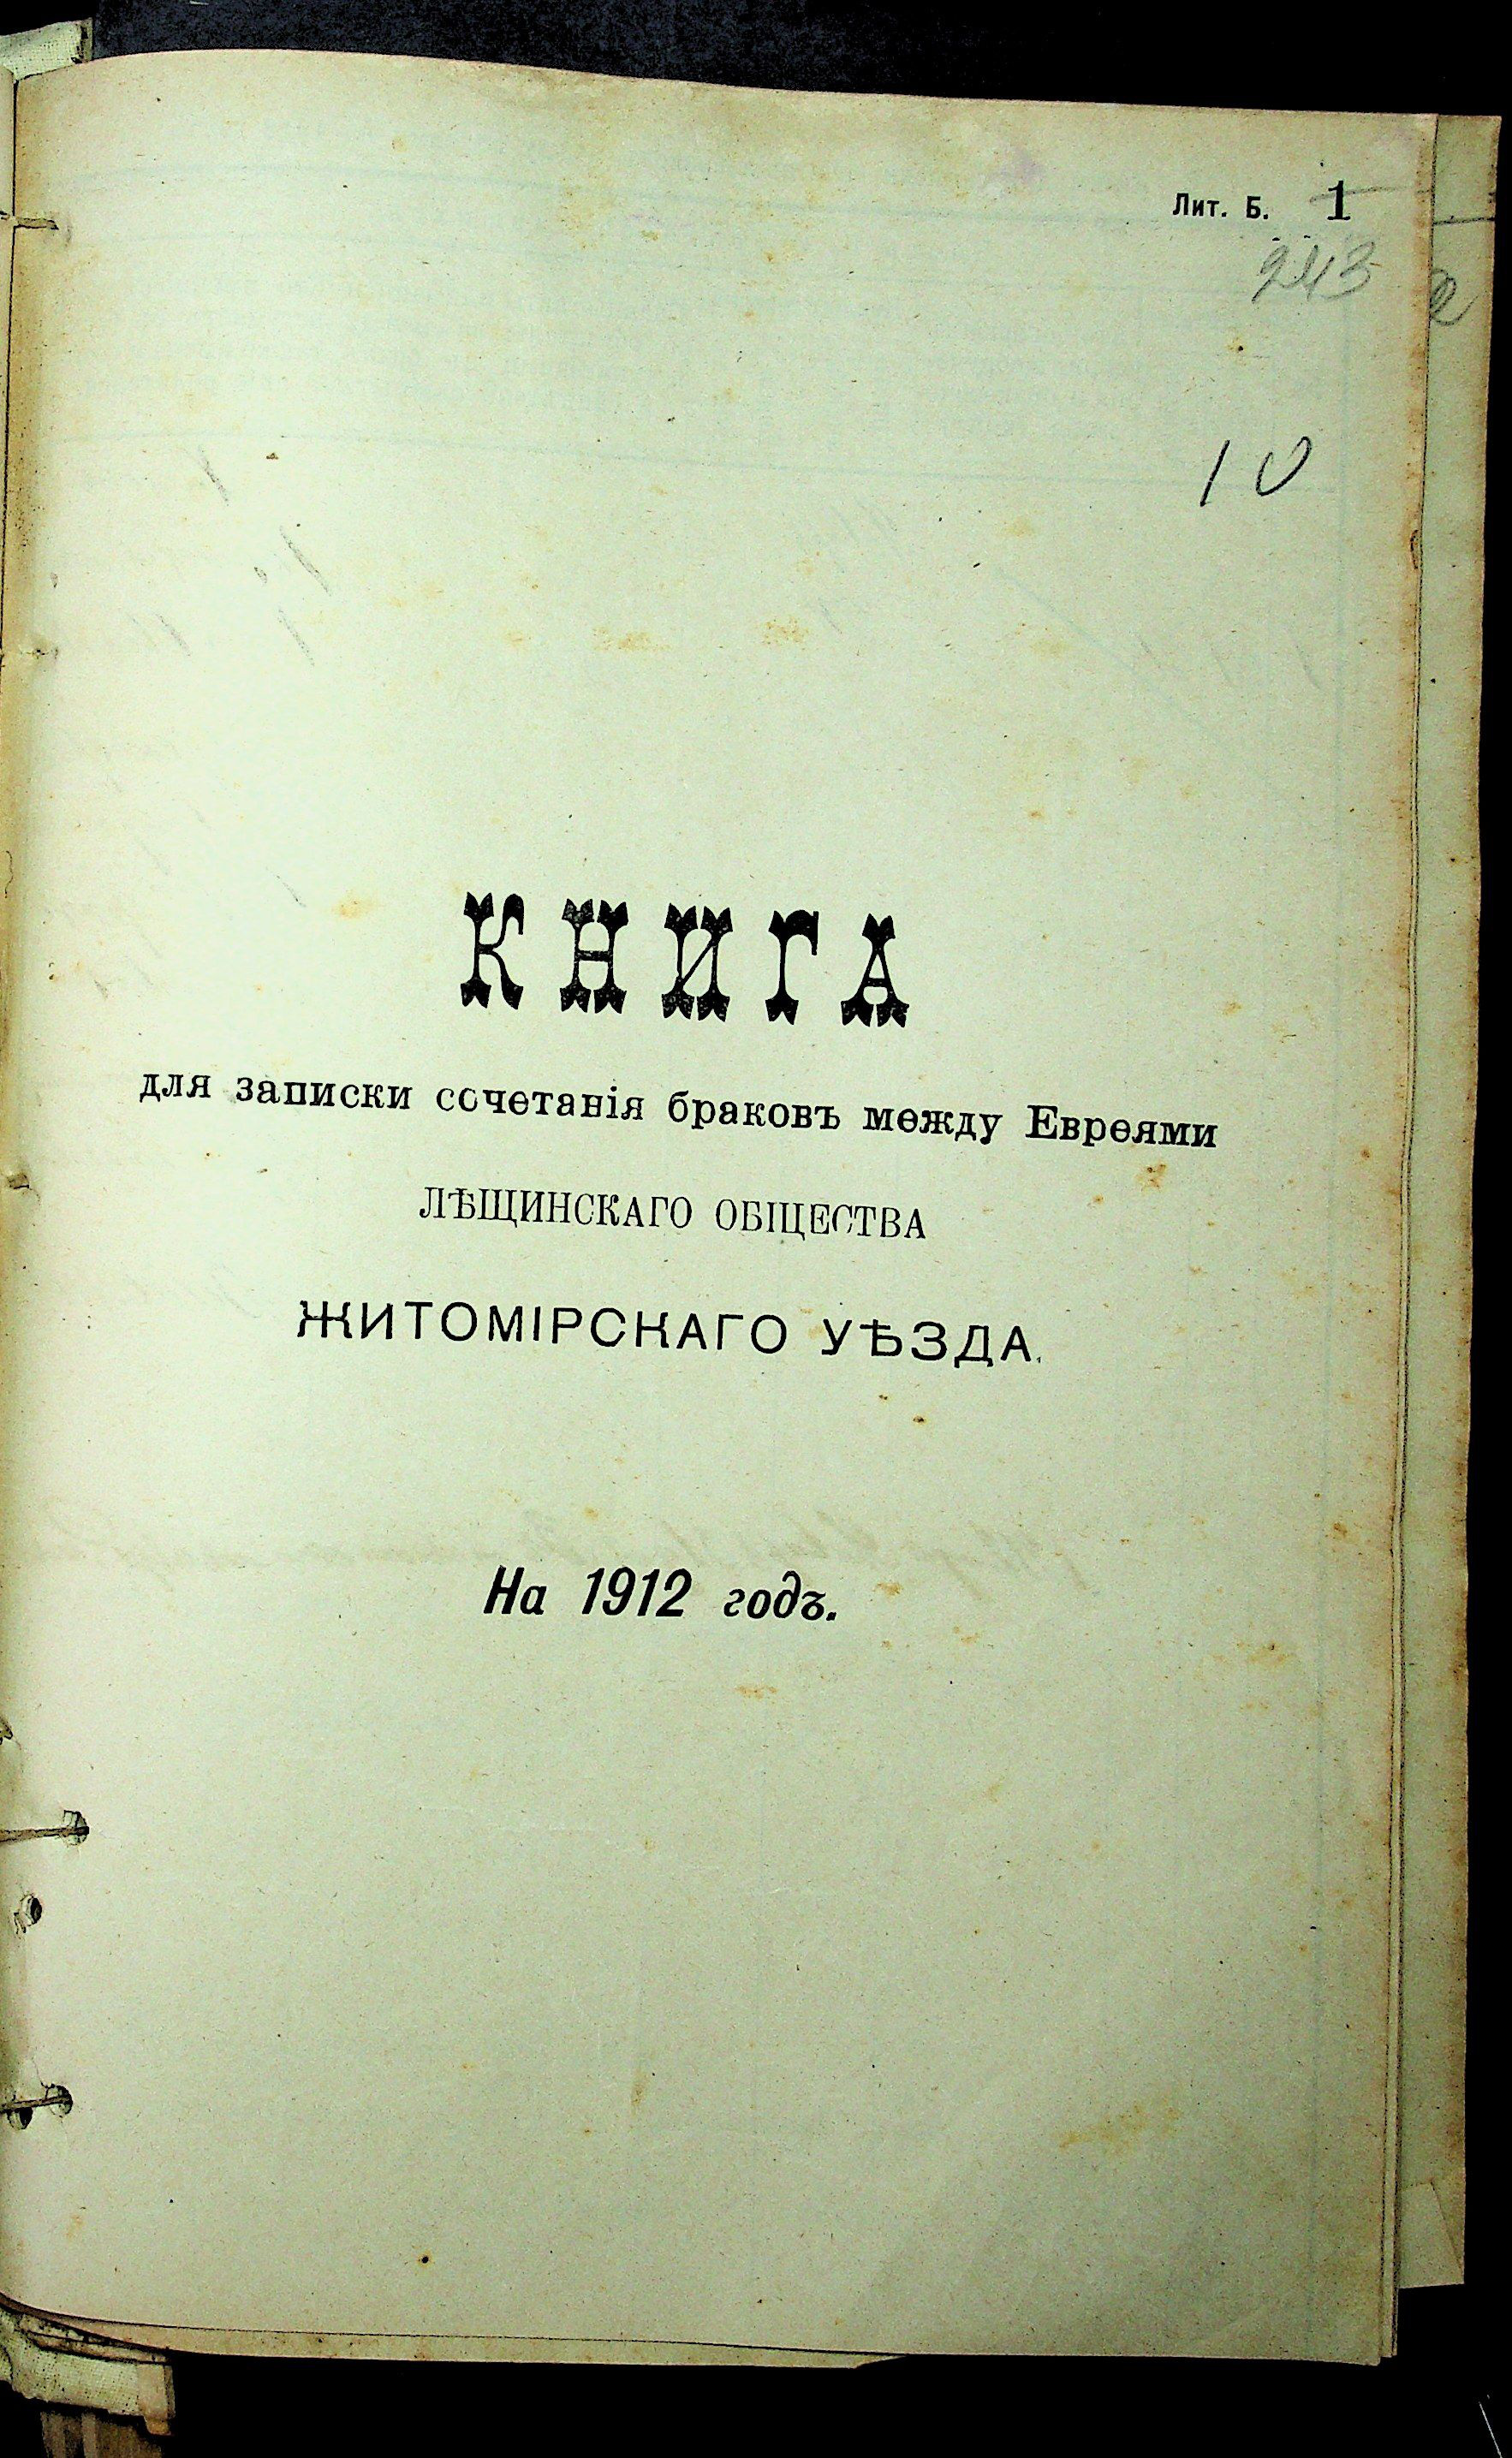 Лит. Б. 1
243
10
КНИГА
для записки сочетанія браковъ между Евреями
ЛѢЩИНСКАГО ОБЩЕСТВА
ЖИТОМІРСКАГО УѢЗДА.
На 1912 годъ.